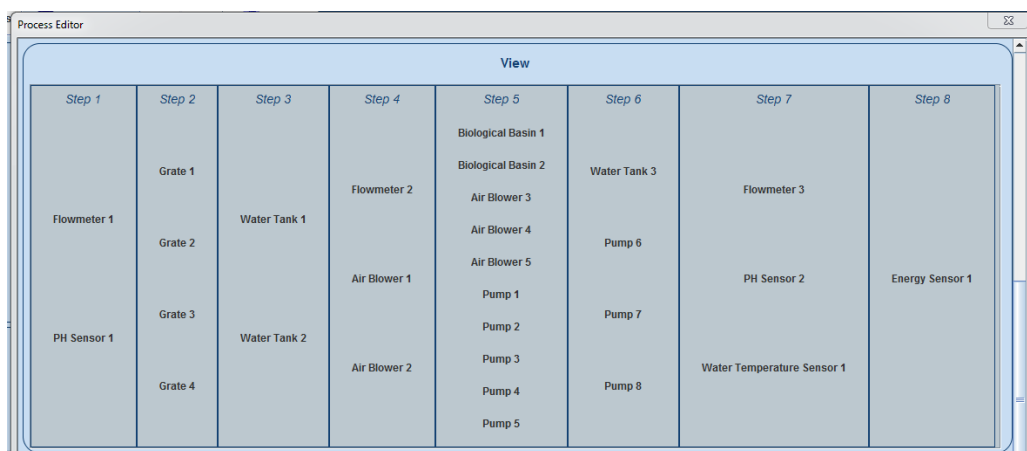 Process Editor
View
Step 1
Flowmeter 1
PH Sensor 1
Step 2
Grate 1
Grate 2
Grate 3
Grate 4
Step 3
Water Tank 1
Water Tank 2
Step 4
Flowmeter 2
Air Blower 1
Air Blower 2
Step 5
Biological Basin 1
Biological Basin 2
Air Blower 3
Air Blower 4
Air Blower 5
Pump 1
Pump 2
Pump 3
Pump 4
Pump 5
Step 6
Water Tank 3
Pump 6
Pump 7
Pump 8
Step 7
Flowmeter 3
PH Sensor 2
Water Temperature Sensor 1
Step 8
Energy Sensor 1